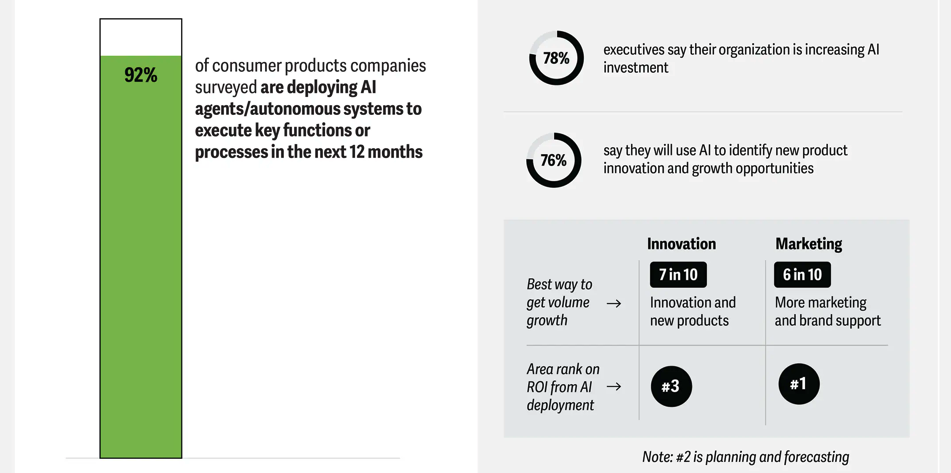 92%
of consumer products companies
surveyed are deploying AI
agents/autonomous systems to
execute key functions or
processes in the next 12 months
78%
executives say their organization is increasing AI
investment
76%
say they will use AI to identify new product
innovation and growth opportunities
Innovation
Marketing
Best way to
get volume →
growth
7 in 10
Innovation and
new products
6 in 10
More marketing
and brand support
Area rank on
ROI from AI →
deployment
#3
#1
Note: #2 is planning and forecasting